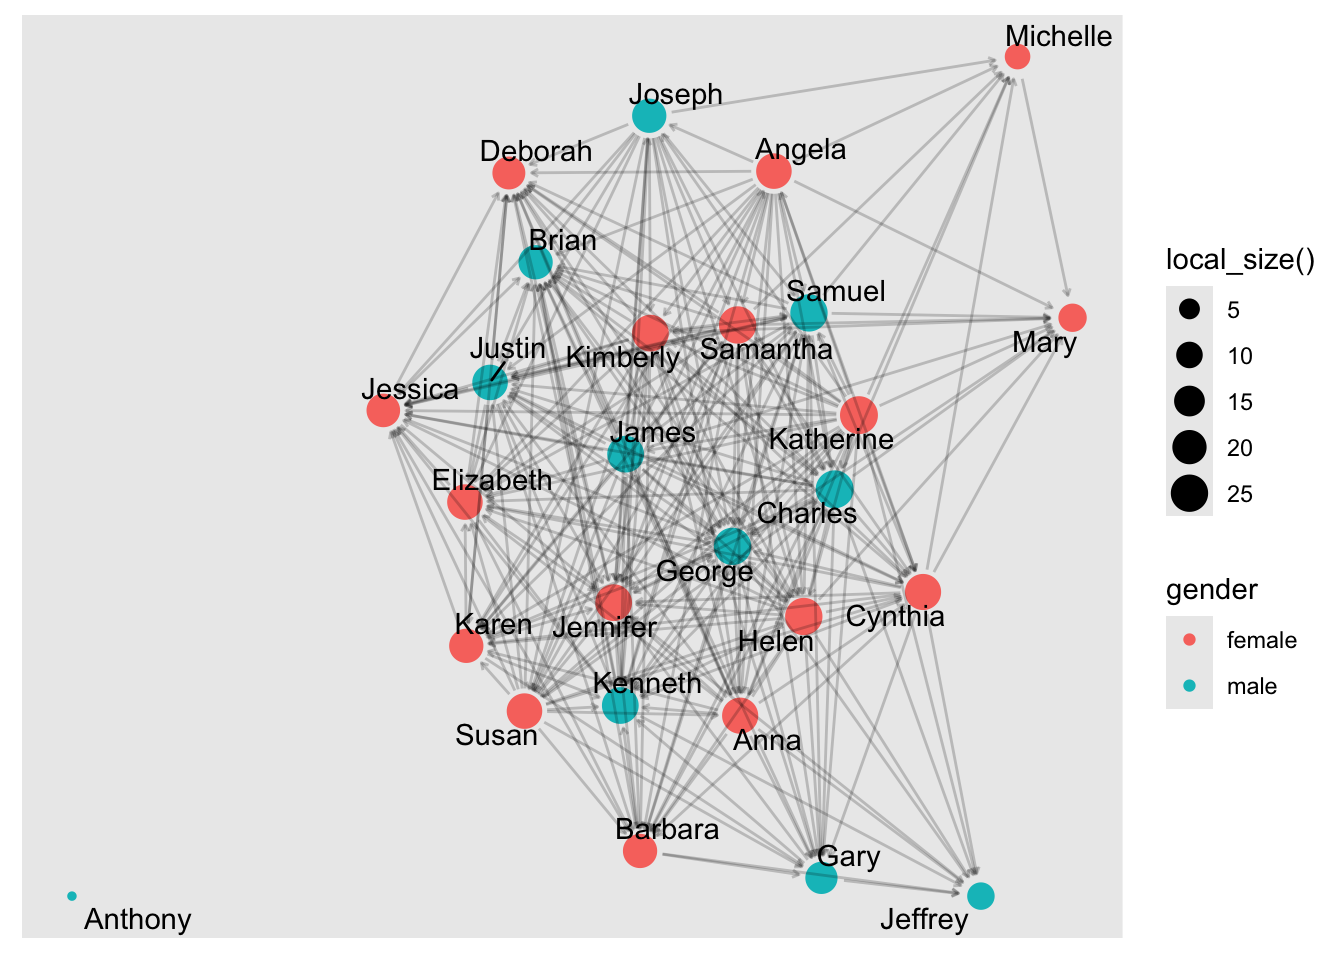 Michelle
Joseph
Deborah
Angela
Brian
Samuel
Mary
Justin
Kimberly
Samantha
Jessica
James
Katherine
Elizabeth
Charles
George
Cynthia
Karen
Jennifer
Helen
Kenneth
Susan
Anna
Barbara
Gary
Anthony
Jeffrey
local_size()
5
10
15
20
25
gender
female
male